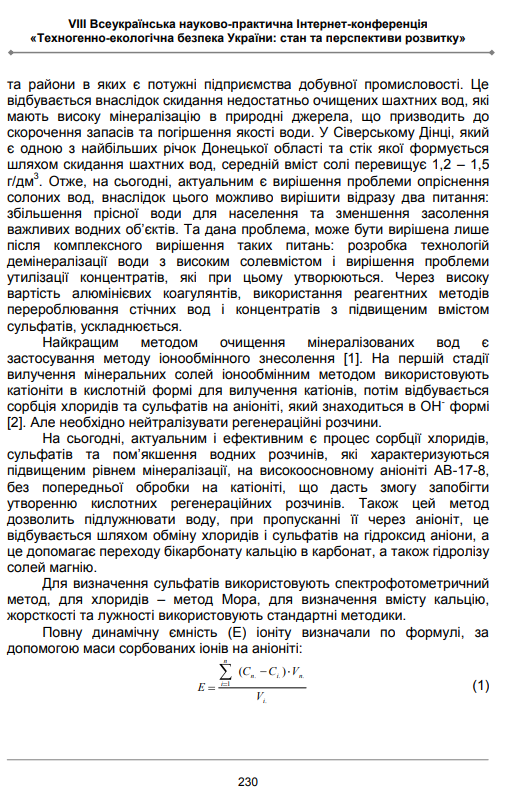 VIII Всеукраїнська науково-практична Інтернет-конференція
«Техногенно-екологічна безпека України: стан та перспективи розвитку»
та райони в яких є потужні підприємства добувної промисловості. Це
відбувається внаслідок скидання недостатньо очищених шахтних вод, які
мають високу мінералізацію в природні джерела, що призводить до
скорочення запасів та погіршення якості води. У Сіверському Дінці, який
є одною з найбільших річок Донецької області та стік якої формується
шляхом скидання шахтних вод, середній вміст солі перевищує 1,2 – 1,5
г/дм³. Отже, на сьогодні, актуальним є вирішення проблеми опріснення
солоних вод, внаслідок цього можливо вирішити відразу два питання:
збільшення прісної води для населення та зменшення засолення
важливих водних об’єктів. Та дана проблема, може бути вирішена лише
після комплексного вирішення таких питань: розробка технологій
демінералізації води з високим солевмістом і вирішення проблеми
утилізації концентратів, які при цьому утворюються. Через високу
вартість алюмінієвих коагулянтів, використання реагентних методів
перероблювання стічних вод і концентратів з підвищеним вмістом
сульфатів, ускладнюється.
Найкращим методом очищення мінералізованих вод є
застосування методу іонообмінного знесолення [1]. На першій стадії
вилучення мінеральних солей іонообмінним методом використовують
катіоніти в кислотній формі для вилучення катіонів, потім відбувається
сорбція хлоридів та сульфатів на аніоніті, який знаходиться в ОН⁻ формі
[2]. Але необхідно нейтралізувати регенераційні розчини.
На сьогодні, актуальним і ефективним є процес сорбції хлоридів,
сульфатів та пом’якшення водних розчинів, які характеризуються
підвищеним рівнем мінералізації, на високоосновному аніоніті АВ-17-8,
без попередньої обробки на катіоніті, що дасть змогу запобігти
утворенню кислотних регенераційних розчинів. Також цей метод
дозволить підлужнювати воду, при пропусканні її через аніоніт, це
відбувається шляхом обміну хлоридів і сульфатів на гідроксид аніони, а
це допомагає переходу бікарбонату кальцію в карбонат, а також гідролізу
солей магнію.
Для визначення сульфатів використовують спектрофотометричний
метод, для хлоридів – метод Мора, для визначення вмісту кальцію,
жорсткості та лужності використовують стандартні методики.
Повну динамічну ємність (Е) іоніту визначали по формулі, за
допомогою маси сорбованих іонів на аніоніті:
E = ∑ⁿᵢ₌₁ (Cп. − Cі.)·Vп. / Vі. (1)
230